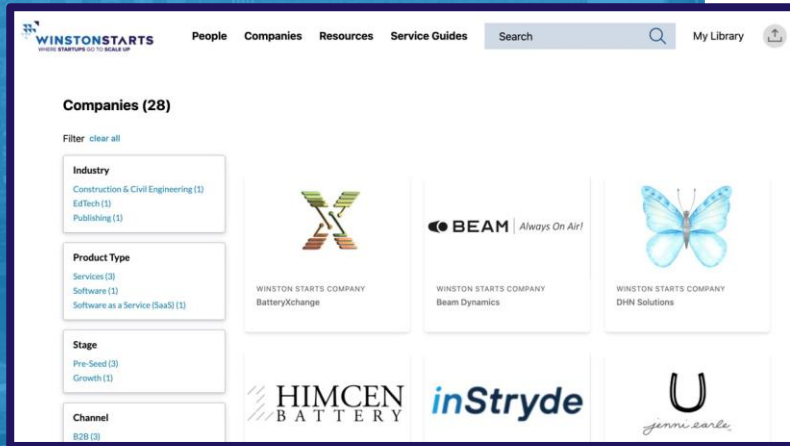 WINSTONSTARTS
WHERE STARTUPS GO TO SCALE UP
People Companies Resources Service Guides Search My Library
Companies (28)
Filter clear all
Industry
Construction & Civil Engineering (1)
EdTech (1)
Publishing (1)
Product Type
Services (3)
Software (1)
Software as a Service (SaaS) (1)
Stage
Pre-Seed (3)
Growth (1)
Channel
B2B (3)
X
WINSTON STARTS COMPANY
BatteryXchange
BEAM | Always On Air!
WINSTON STARTS COMPANY
Beam Dynamics
WINSTON STARTS COMPANY
DHN Solutions
HIMCEN
BATTERY
inStryde
jenni earle